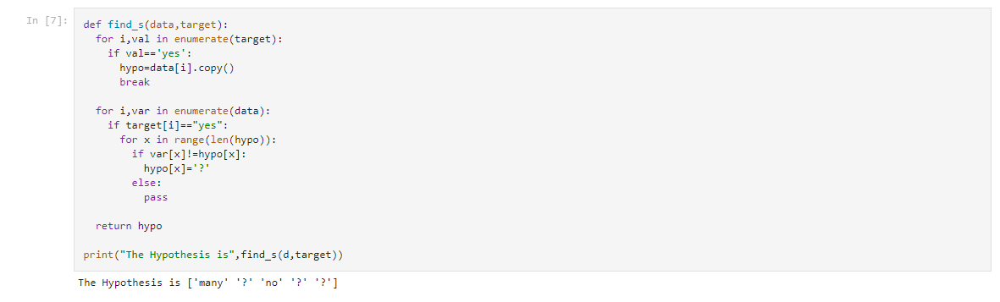 In [7]:
def find_s(data,target):
  for i,val in enumerate(target):
    if val=='yes':
      hypo=data[i].copy()
      break

  for i,var in enumerate(data):
    if target[i]=="yes":
      for x in range(len(hypo)):
        if var[x]!=hypo[x]:
          hypo[x]='?'
        else:
          pass

  return hypo

print("The Hypothesis is",find_s(d,target))
The Hypothesis is ['many' '?' 'no' '?' '?']